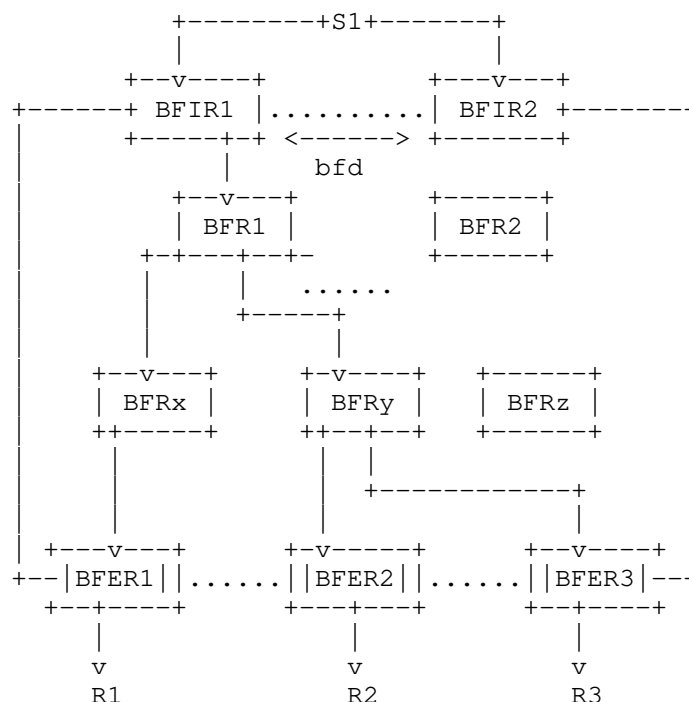 S1
BFIR1 BFIR2
bfd
BFR1 BFR2
BFRx BFRy BFRz
BFER1 BFER2 BFER3
R1 R2 R3